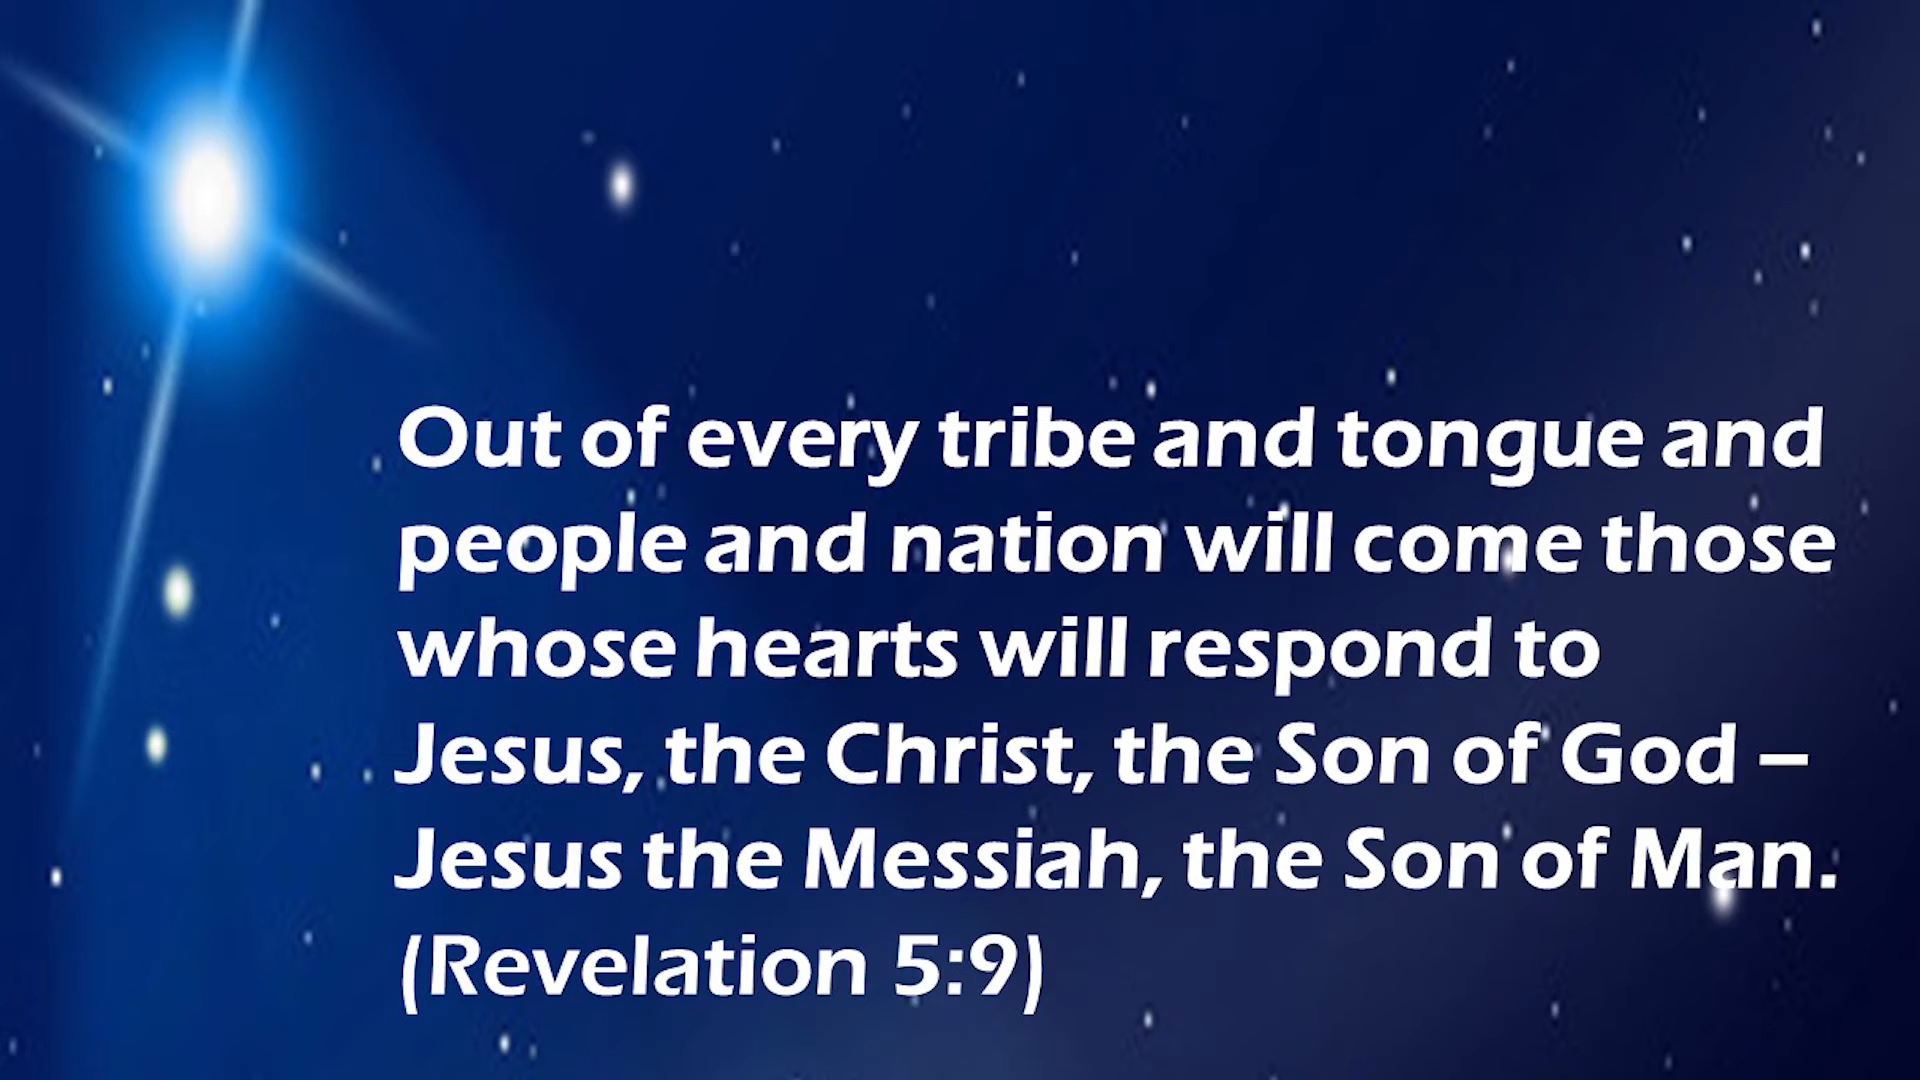 Out of every tribe and tongue and
people and nation will come those
whose hearts will respond to
Jesus, the Christ, the Son of God –
Jesus the Messiah, the Son of Man.
(Revelation 5:9)